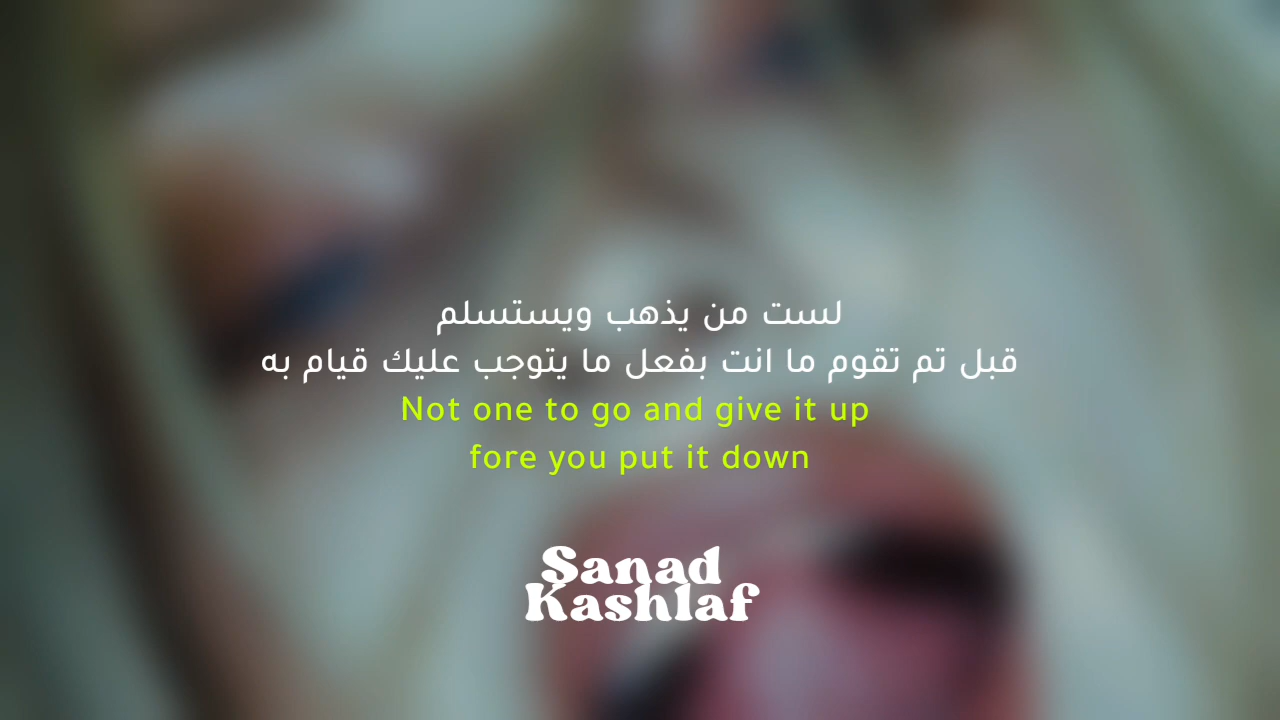 لست من يذهب ويستسلم
قبل تم تقوم ما انت بفعل ما يتوجب عليك قيام به
Not one to go and give it up
fore you put it down
Sanad
Kashlaf